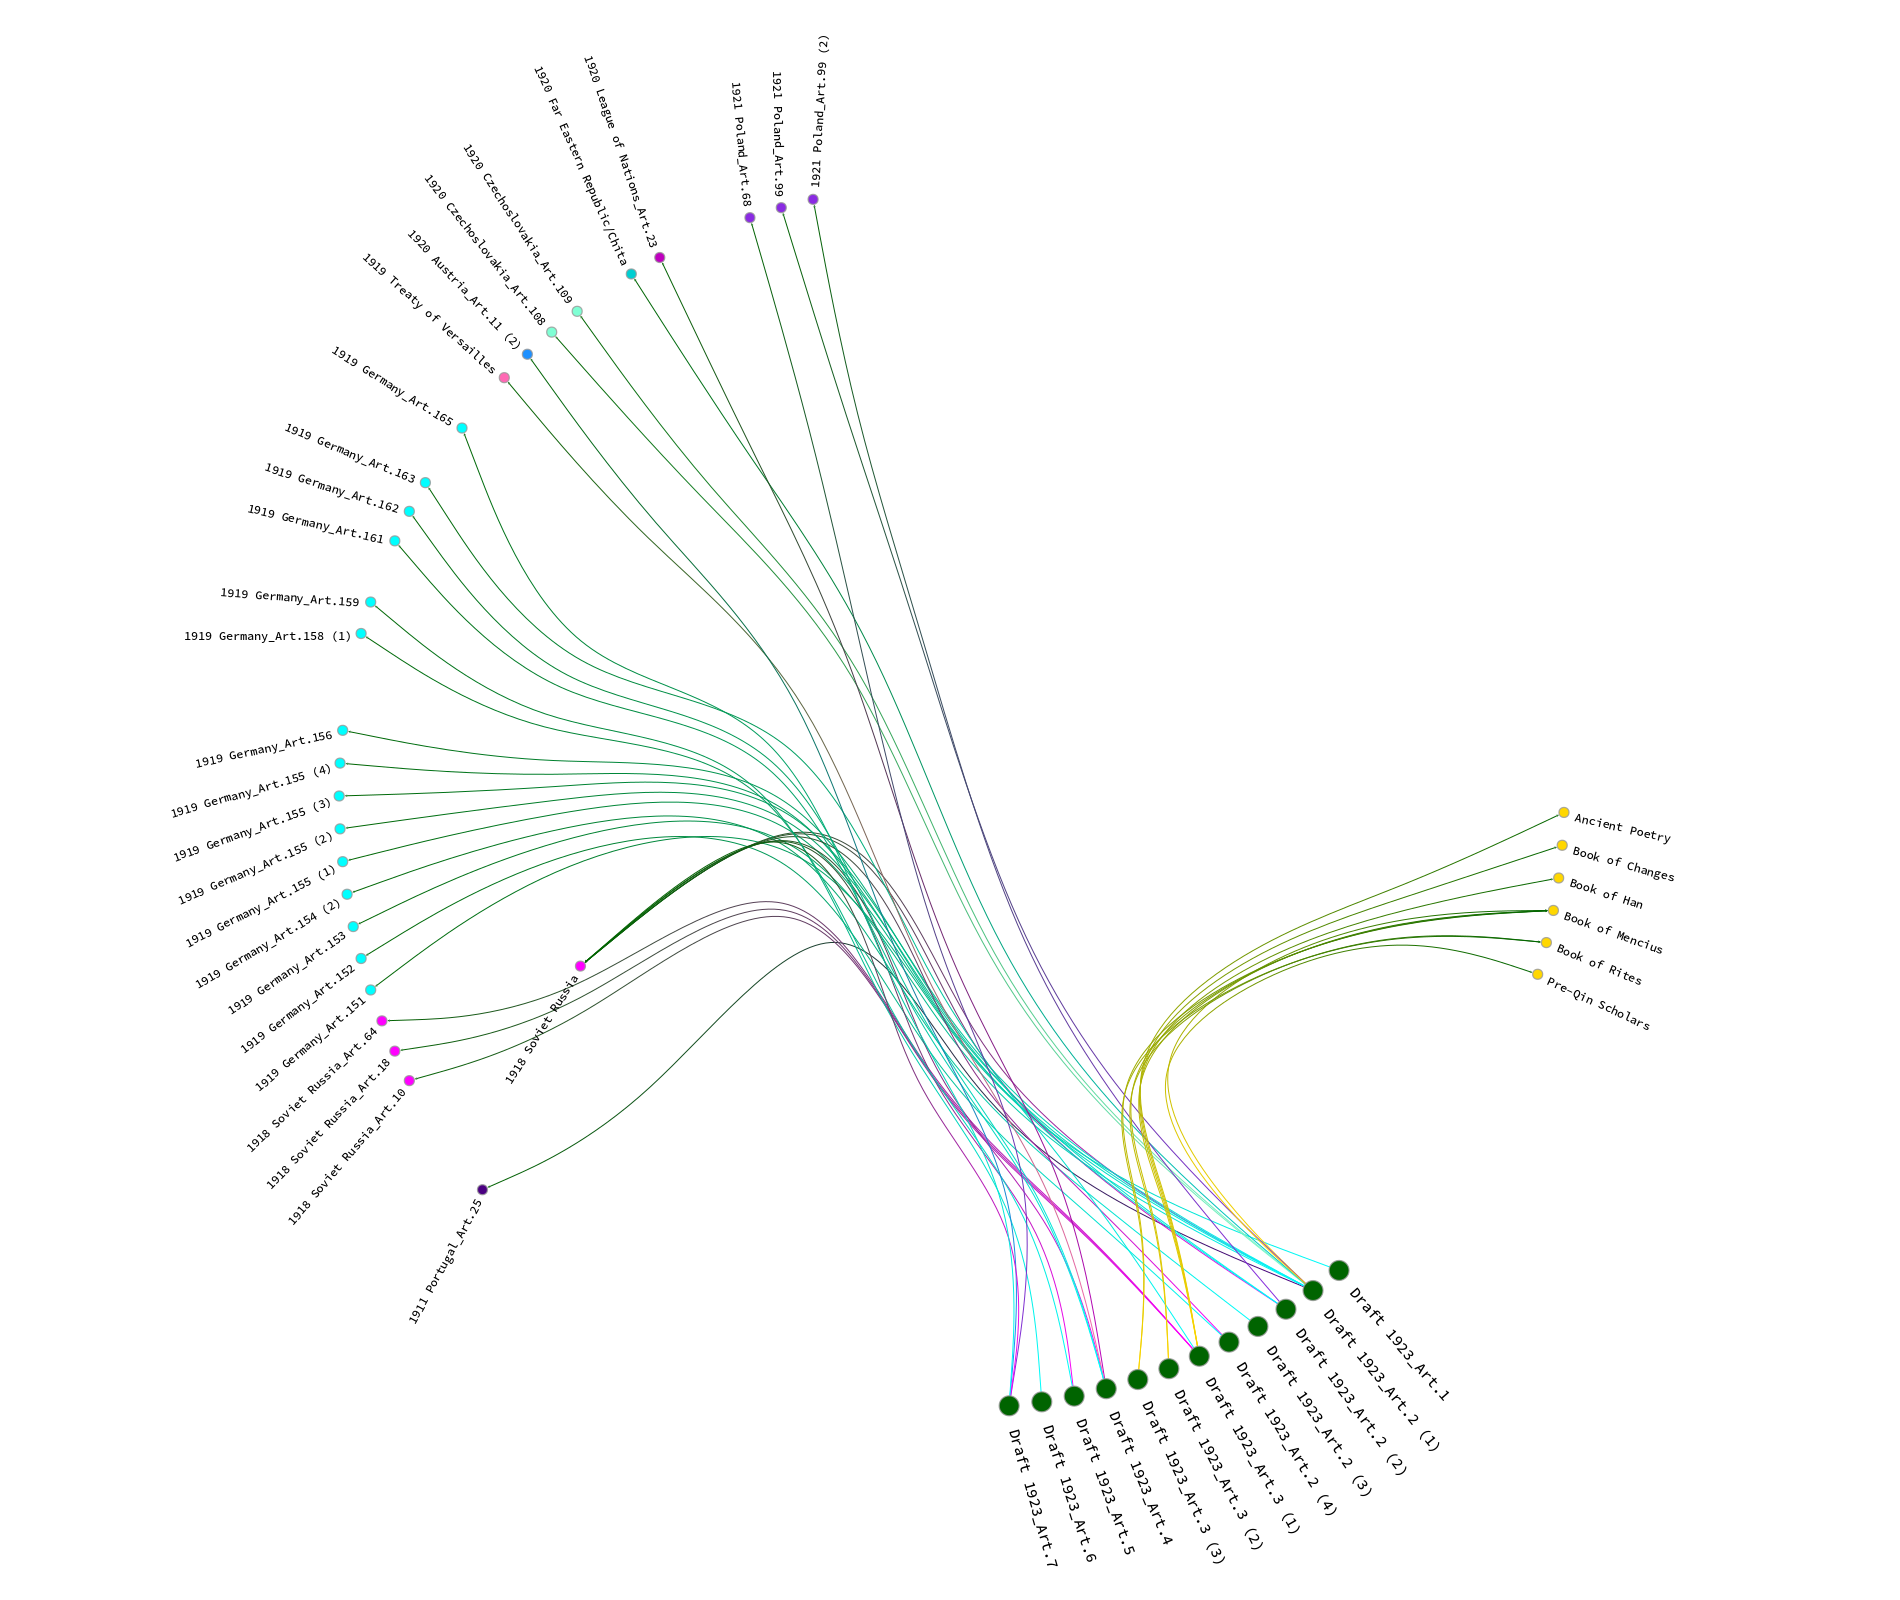 1921 Poland_Art.99 (2)
1921 Poland_Art.99
1921 Poland_Art.68
1920 League of Nations_Art.23
1920 Far Eastern Republic/Chita
1920 Czechoslovakia_Art.109
1920 Czechoslovakia_Art.108
1920 Austria_Art.11 (2)
1919 Treaty of Versailles
1919 Germany_Art.165
1919 Germany_Art.163
1919 Germany_Art.162
1919 Germany_Art.161
1919 Germany_Art.159
1919 Germany_Art.158 (1)
1919 Germany_Art.156
1919 Germany_Art.155 (4)
1919 Germany_Art.155 (3)
1919 Germany_Art.155 (2)
1919 Germany_Art.155 (1)
1919 Germany_Art.154 (2)
1919 Germany_Art.153
1919 Germany_Art.152
1919 Germany_Art.151
1918 Soviet Russia_Art.64
1918 Soviet Russia_Art.18
1918 Soviet Russia_Art.10
1918 Soviet Russia
1911 Portugal_Art.25
Ancient Poetry
Book of Changes
Book of Han
Book of Mencius
Book of Rites
Pre-Qin Scholars
Draft 1923_Art.1
Draft 1923_Art.2 (1)
Draft 1923_Art.2 (2)
Draft 1923_Art.2 (3)
Draft 1923_Art.2 (4)
Draft 1923_Art.3 (1)
Draft 1923_Art.3 (2)
Draft 1923_Art.3 (3)
Draft 1923_Art.4
Draft 1923_Art.5
Draft 1923_Art.6
Draft 1923_Art.7